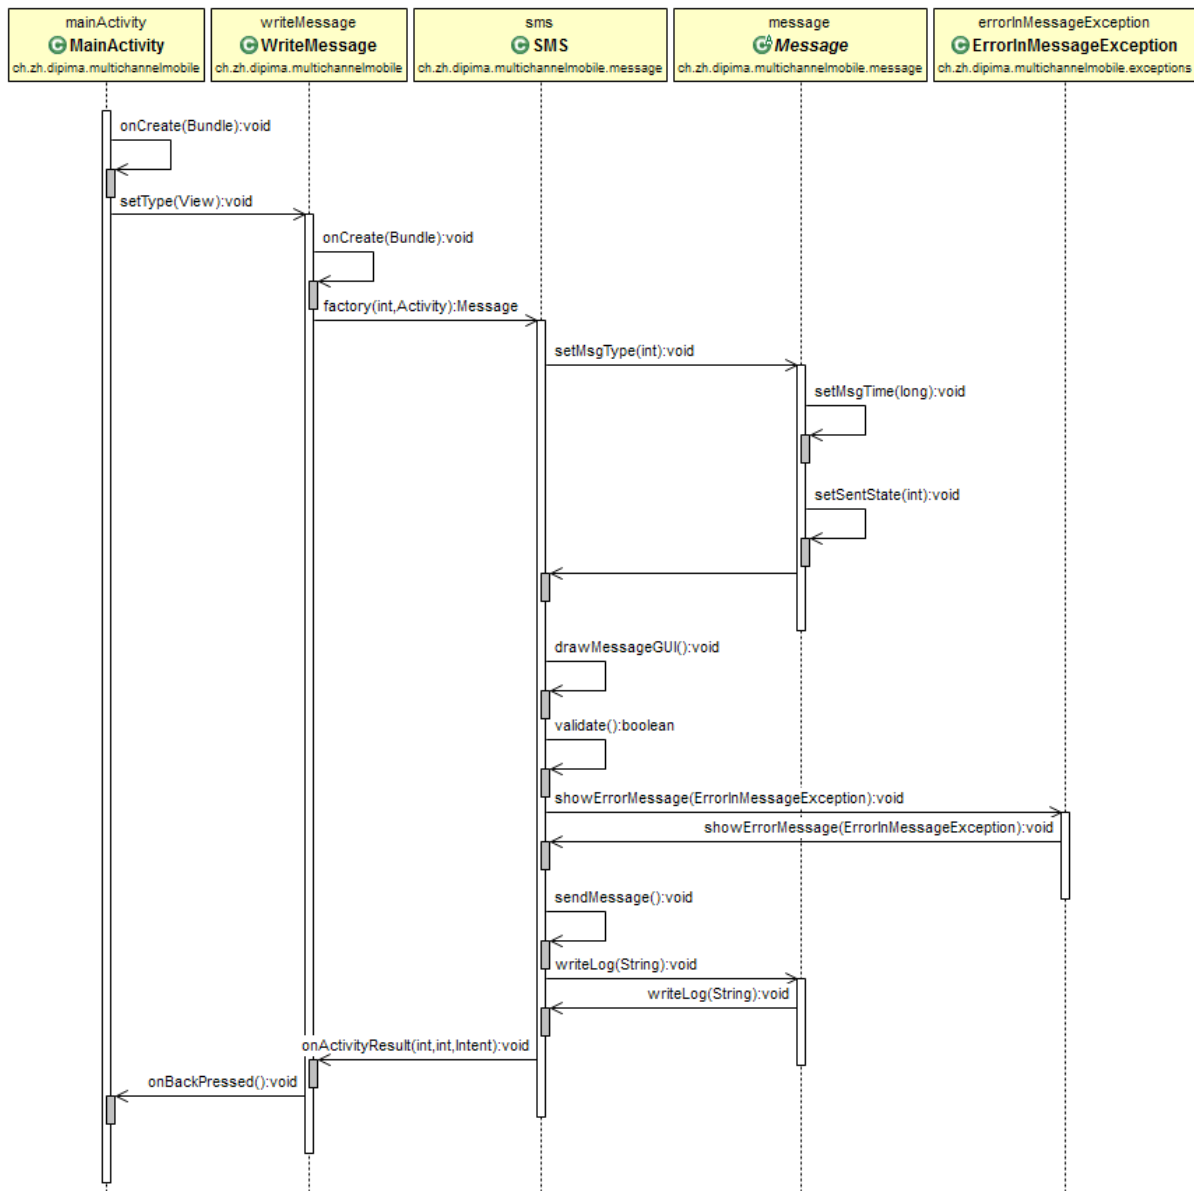 mainActivity
MainActivity
ch.zh.dipima.multichannelmobile
writeMessage
WriteMessage
ch.zh.dipima.multichannelmobile
sms
SMS
ch.zh.dipima.multichannelmobile.message
message
Message
ch.zh.dipima.multichannelmobile.message
errorInMessageException
ErrorInMessageException
ch.zh.dipima.multichannelmobile.exceptions
onCreate(Bundle):void
setType(View):void
onCreate(Bundle):void
factory(int,Activity):Message
setMsgType(int):void
setMsgTime(long):void
setSentState(int):void
drawMessageGUI():void
validate():boolean
showErrorMessage(ErrorInMessageException):void
showErrorMessage(ErrorInMessageException):void
sendMessage():void
writeLog(String):void
writeLog(String):void
onActivityResult(int,int,Intent):void
onBackPressed():void